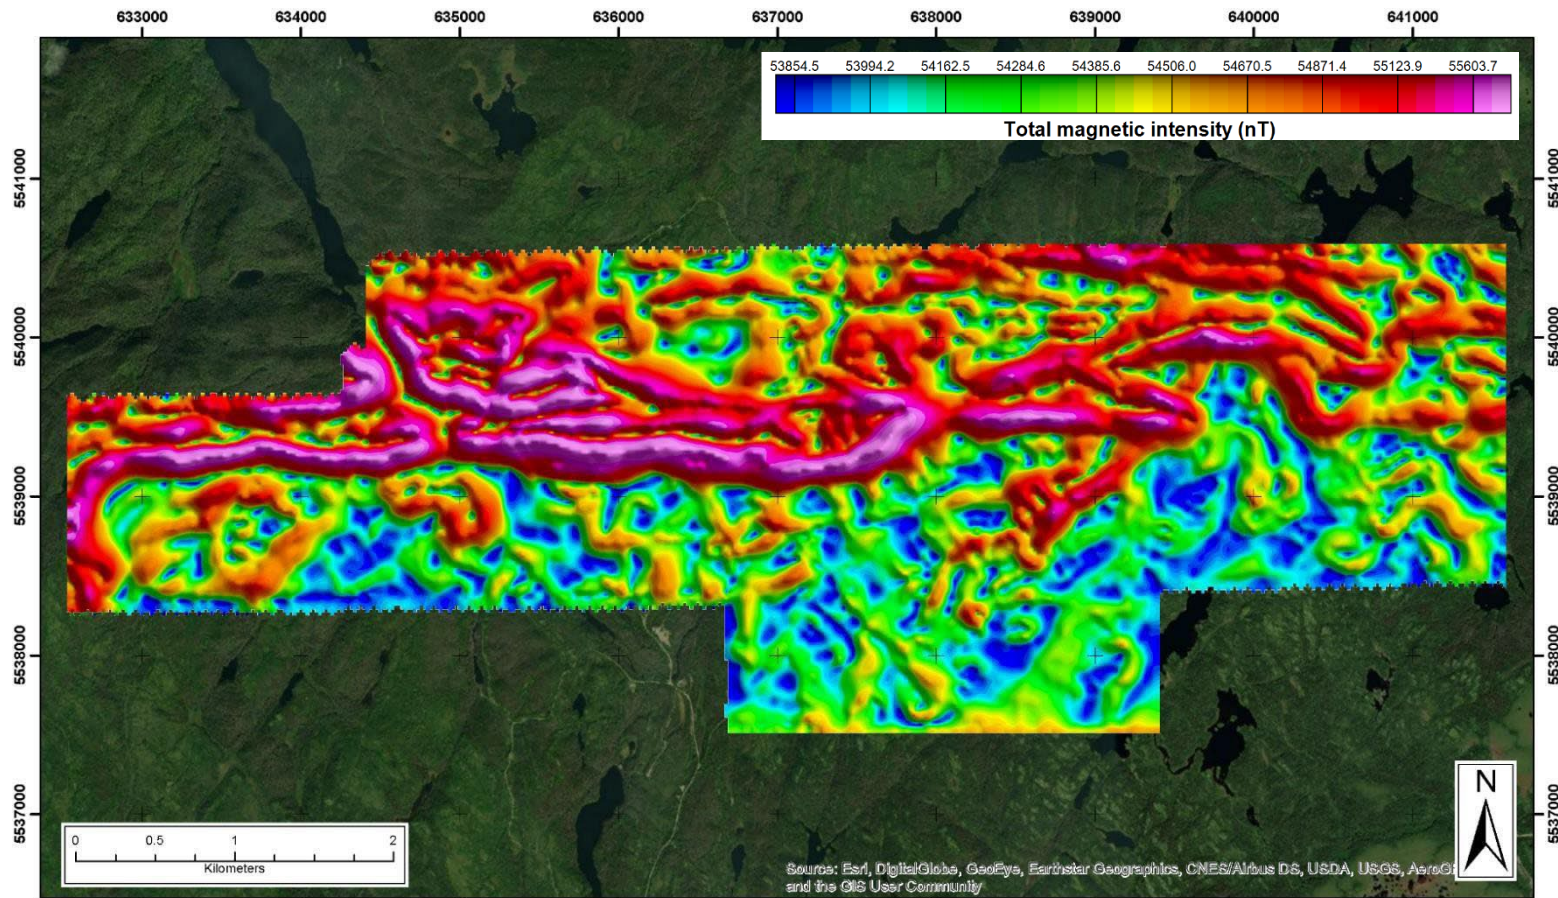 633000 634000 635000 636000 637000 638000 639000 640000 641000
53854.5 53994.2 54162.5 54284.6 54385.6 54506.0 54670.5 54871.4 55123.9 55603.7
Total magnetic intensity (nT)
5541000 5541000
5540000 5540000
5539000 5539000
5538000 5538000
5537000 5537000
N
0 0.5 1 2
Kilometers
Source: Esri, DigitalGlobe, GeoEye, Earthstar Geographics, CNES/Airbus DS, USDA, USGS,
and the GIS User Community